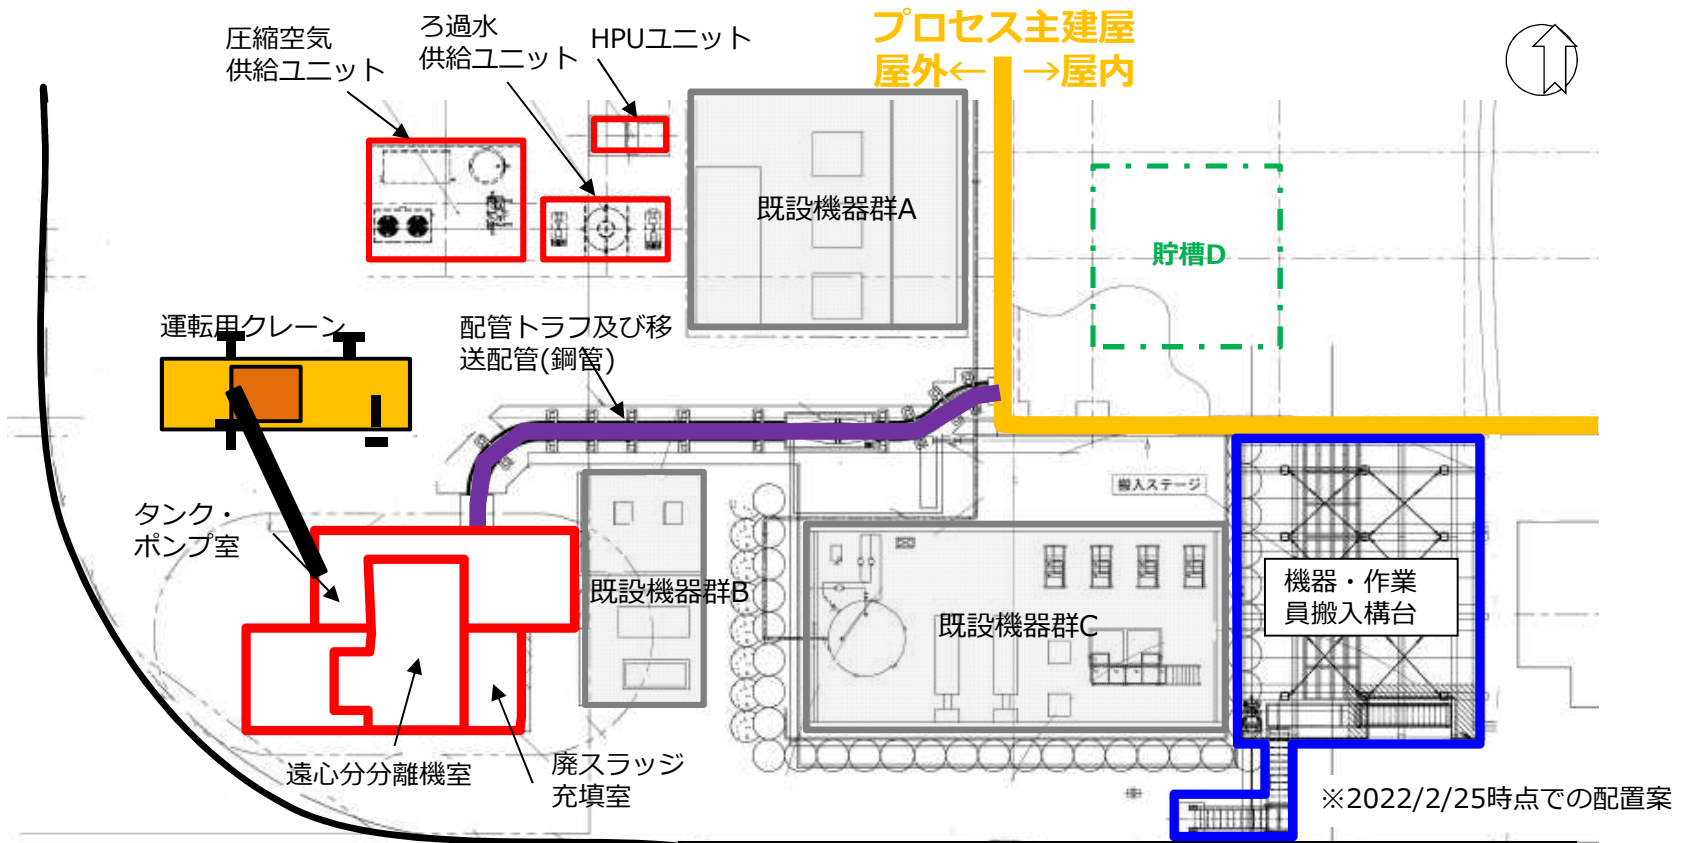 圧縮空気
供給ユニット
ろ過水
供給ユニット
HPUユニット
プロセス主建屋
屋外←　→屋内
既設機器群A
貯槽D
運転用クレーン
配管トラフ及び移
送配管(鋼管)
搬入ステージ
タンク・
ポンプ室
既設機器群B
既設機器群C
機器・作業
員搬入構台
遠心分分離機室
廃スラッジ
充填室
※2022/2/25時点での配置案